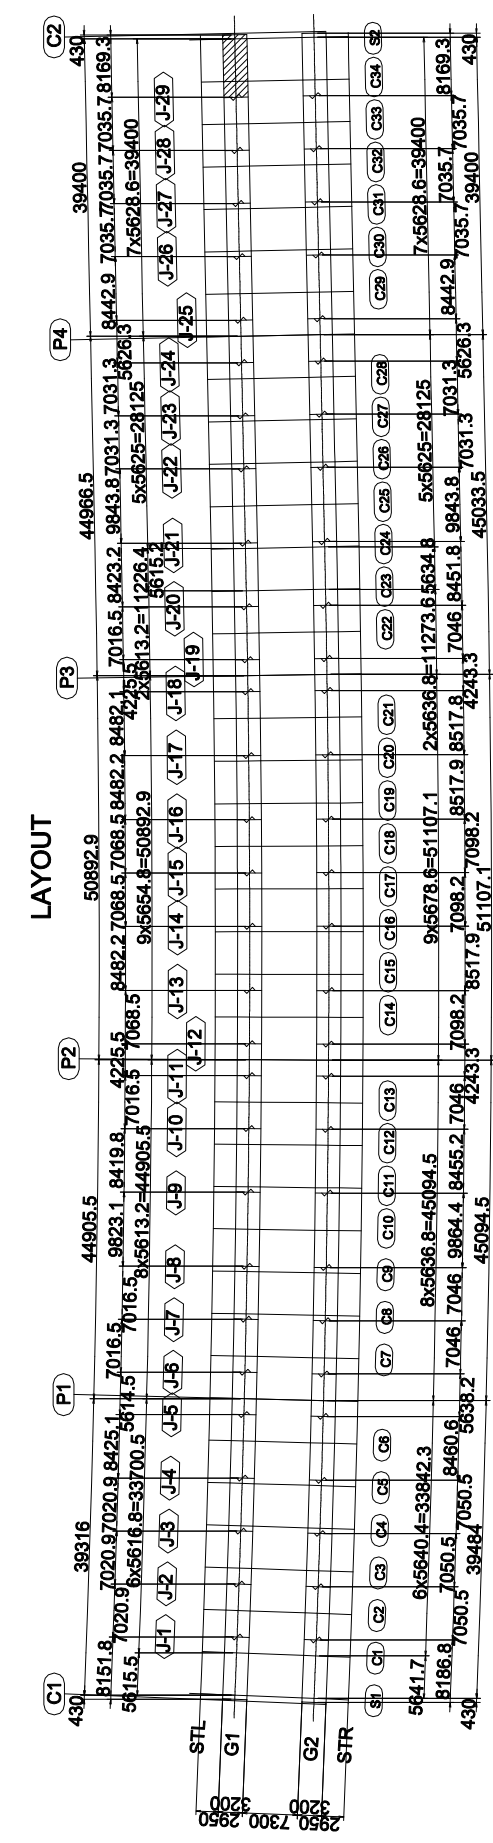 LAYOUT
C1 P1 P2 P3 P4 C2
39316 44905.5 50892.9 44966.5 39400
430 8151.8 7020.9 7020.9 7020.9 8425.1 5614.5 7016.5 7016.5 9823.1 8419.8 7016.5 4225.5 7068.5 8482.2 7068.5 7068.5 8482.2 8482.1 4225.5 7016.5 8423.2 9843.8 7031.3 7031.3 5626.3 8442.9 7035.7 7035.7 7035.7 8169.3 430
5615.5 6x5616.8=33700.5 8x5613.2=44905.5 9x5654.8=50892.9 2x5613.2=11226.4 5615.2 5x5625=28125 7x5628.6=39400
J-1 J-2 J-3 J-4 J-5 J-6 J-7 J-8 J-9 J-10 J-11 J-12 J-13 J-14 J-15 J-16 J-17 J-18 J-19 J-20 J-21 J-22 J-23 J-24 J-25 J-26 J-27 J-28 J-29
STL
G1
G2
STR
2950 3200 7300 3200 2950
S1 C1 C2 C3 C4 C5 C6 C7 C8 C9 C10 C11 C12 C13 C14 C15 C16 C17 C18 C19 C20 C21 C22 C23 C24 C25 C26 C27 C28 C29 C30 C31 C32 C33 C34 S2
5641.7 6x5640.4=33842.3 8x5636.8=45094.5 9x5678.6=51107.1 2x5636.8=11273.6 5634.8 5x5625=28125 7x5628.6=39400
430 8186.8 7050.5 7050.5 7050.5 8460.6 5638.2 7046 7046 9864.4 8455.2 7046 4243.3 7098.2 8517.9 7098.2 7098.2 8517.9 8517.8 4243.3 7046 8451.8 9843.8 7031.3 7031.3 5626.3 8442.9 7035.7 7035.7 7035.7 8169.3 430
39484 45094.5 51107.1 45033.5 39400